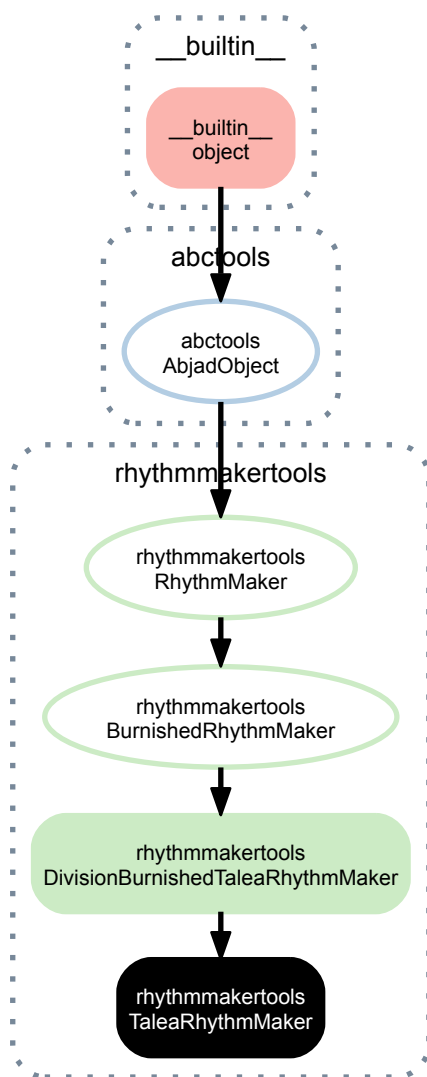 __builtin__
__builtin__
object
abctools
abctools
AbjadObject
rhythmmakertools
rhythmmakertools
RhythmMaker
rhythmmakertools
BurnishedRhythmMaker
rhythmmakertools
DivisionBurnishedTaleaRhythmMaker
rhythmmakertools
TaleaRhythmMaker